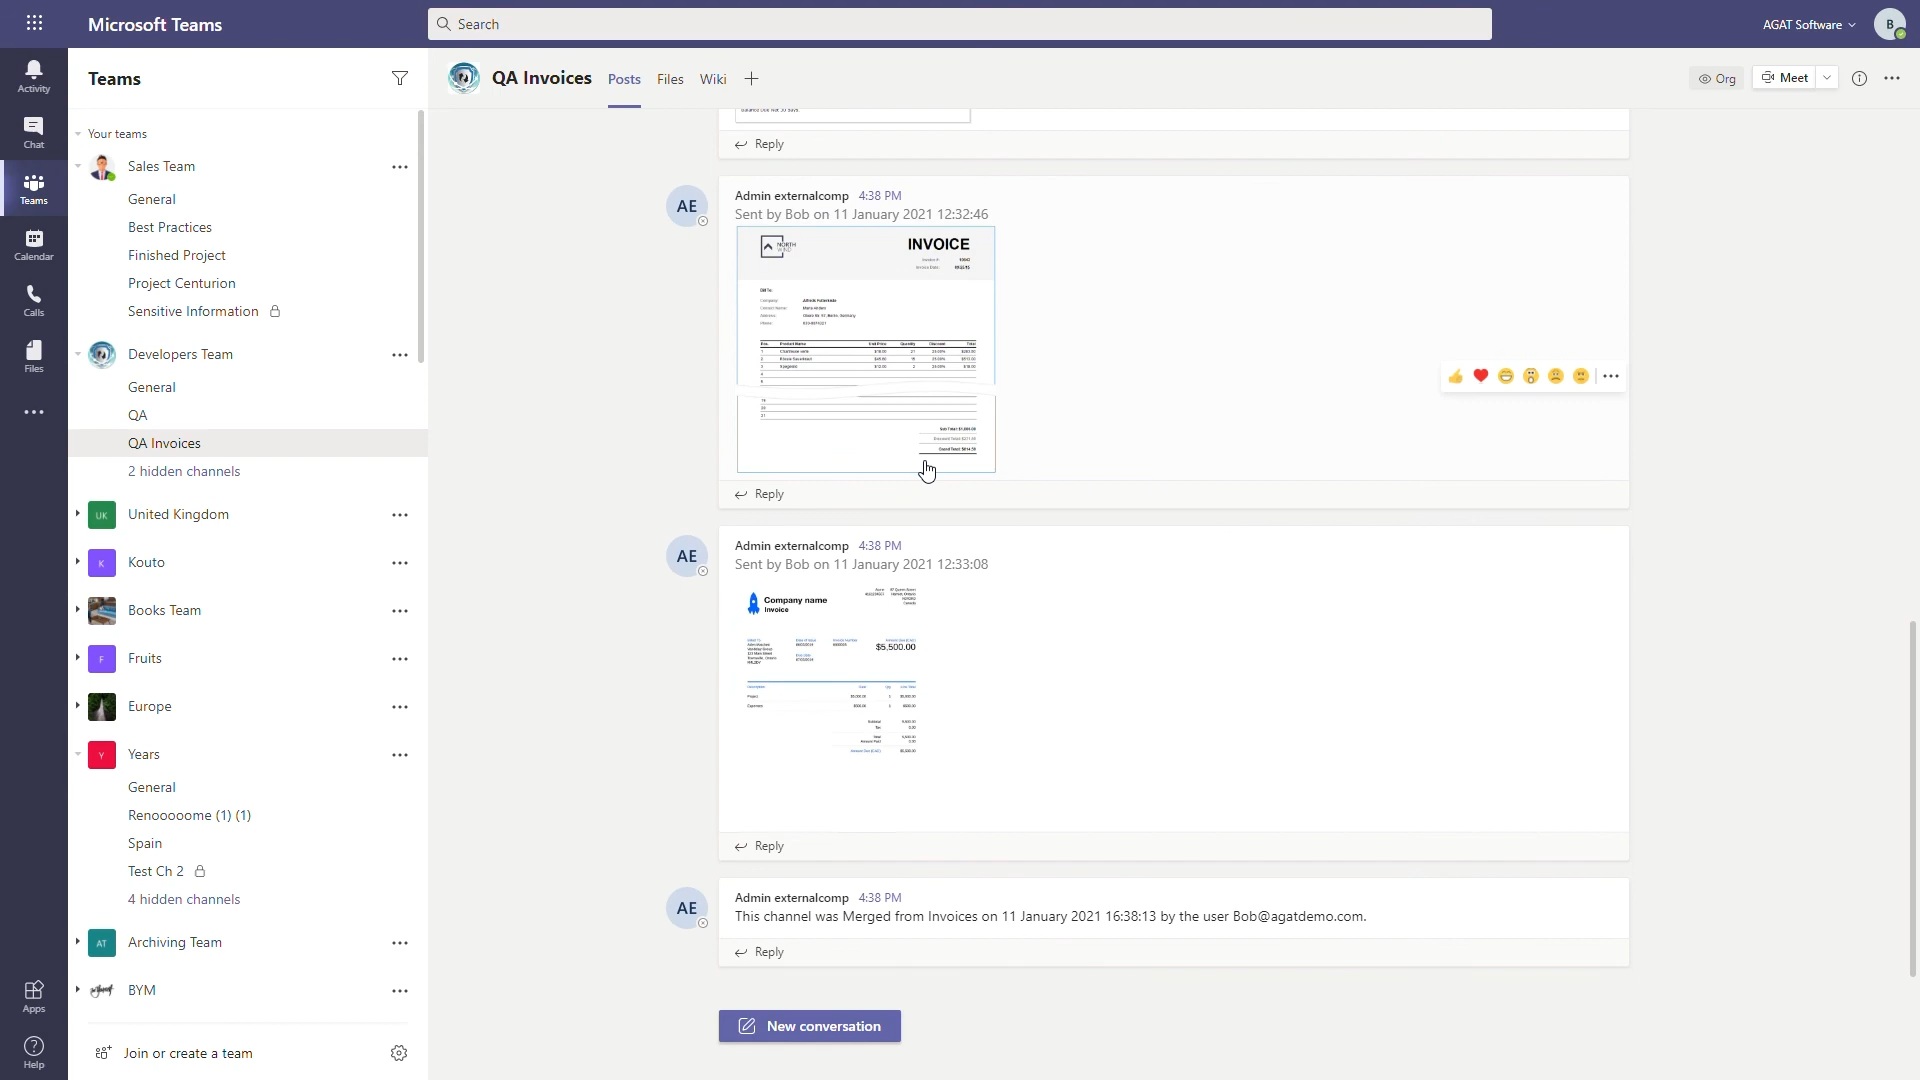 Microsoft Teams
Search
AGAT Software
B
Activity
Chat
Teams
Calendar
Calls
Files
Apps
Help
Teams
Your teams
Sales Team
General
Best Practices
Finished Project
Project Centurion
Sensitive Information
Developers Team
General
QA
QA Invoices
2 hidden channels
UK United Kingdom
K Kouto
Books Team
F Fruits
Europe
Y Years
General
Renooooome (1) (1)
Spain
Test Ch 2
4 hidden channels
AT Archiving Team
BYM
Join or create a team
QA Invoices Posts Files Wiki
Org Meet
Reply
AE
Admin externalcomp 4:38 PM
Sent by Bob on 11 January 2021 12:32:46
NORTH WIND
INVOICE
Reply
AE
Admin externalcomp 4:38 PM
Sent by Bob on 11 January 2021 12:33:08
Company name
Invoice
$5,500.00
Reply
AE
Admin externalcomp 4:38 PM
This channel was Merged from Invoices on 11 January 2021 16:38:13 by the user Bob@agatdemo.com.
Reply
New conversation